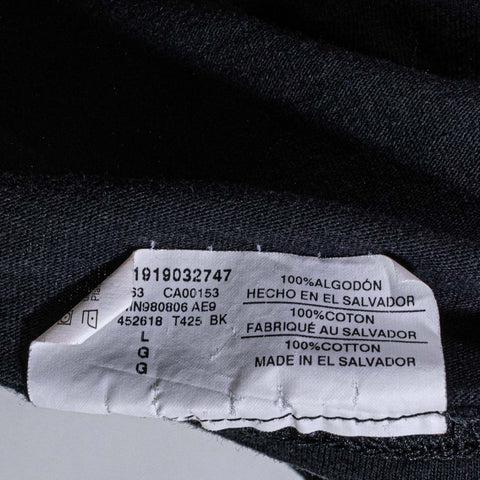 1919032747
63 CA00153
N980806 AE9
452618 T425 BK
L
G
G
100%ALGODÓN
HECHO EN EL SALVADOR
100%COTON
FABRIQUÉ AU SALVADOR
100%COTTON
MADE IN EL SALVADOR